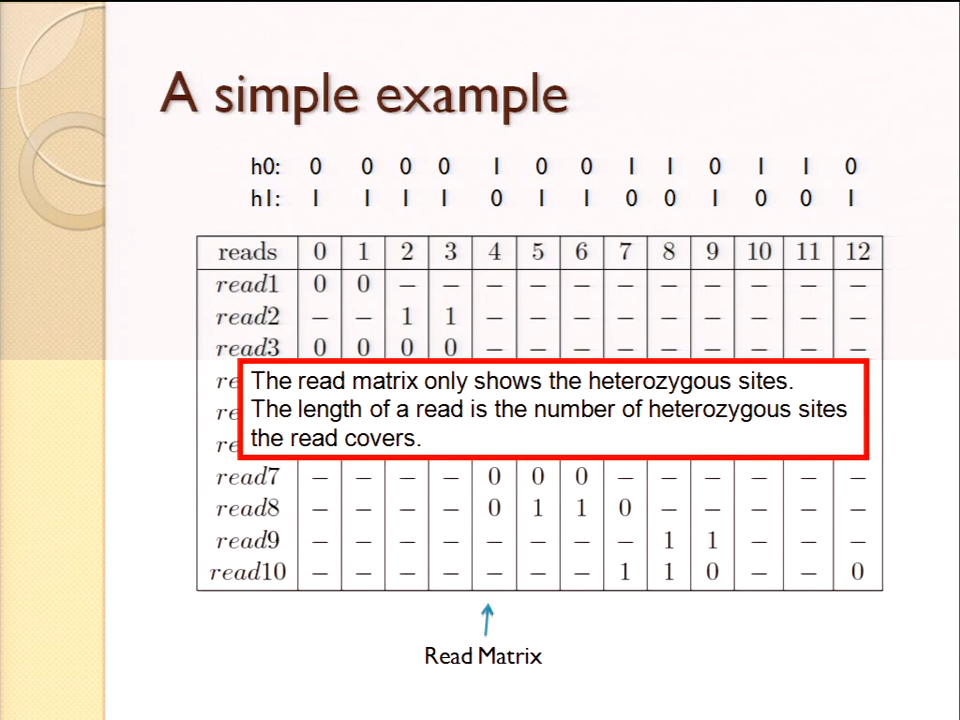 A simple example
h0: 0 0 0 0 1 0 0 1 1 0 1 1 0
h1: 1 1 1 1 0 1 1 0 0 1 0 0 1
reads 0 1 2 3 4 5 6 7 8 9 10 11 12
read1 0 0 – – – – – – – – – – –
read2 – – 1 1 – – – – – – – – –
read3 0 0 0 0 – – – – – – – – –
The read matrix only shows the heterozygous sites.
The length of a read is the number of heterozygous sites
the read covers.
read7 – – – – 0 0 0 – – – – – –
read8 – – – – 0 1 1 0 – – – – –
read9 – – – – – – – – 1 1 – – –
read10 – – – – – – – 1 1 0 – – 0
Read Matrix